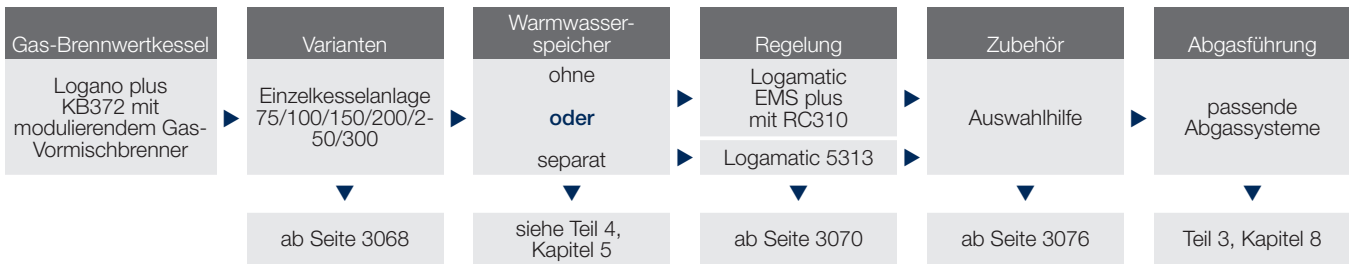 Gas-Brennwertkessel
Logano plus
KB372 mit
modulierendem Gas-
Vormischbrenner
Varianten
Einzelkesselanlage
75/100/150/200/2-
50/300
ab Seite 3068
Warmwasser-
speicher
ohne
oder
separat
siehe Teil 4,
Kapitel 5
Regelung
Logamatic
EMS plus
mit RC310
Logamatic 5313
ab Seite 3070
Zubehör
Auswahlhilfe
ab Seite 3076
Abgasführung
passende
Abgassysteme
Teil 3, Kapitel 8